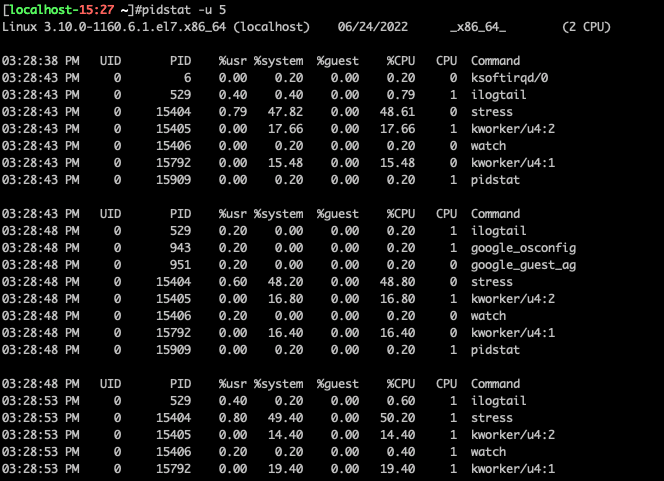 [localhost-15:27 ~]#pidstat -u 5
Linux 3.10.0-1160.6.1.el7.x86_64 (localhost) 06/24/2022 _x86_64_ (2 CPU)
03:28:38 PM UID PID %usr %system %guest %CPU CPU Command
03:28:43 PM 0 6 0.00 0.20 0.00 0.20 0 ksoftirqd/0
03:28:43 PM 0 529 0.40 0.40 0.00 0.79 1 ilogtail
03:28:43 PM 0 15404 0.79 47.82 0.00 48.61 0 stress
03:28:43 PM 0 15405 0.00 17.66 0.00 17.66 1 kworker/u4:2
03:28:43 PM 0 15406 0.00 0.20 0.00 0.20 0 watch
03:28:43 PM 0 15792 0.00 15.48 0.00 15.48 0 kworker/u4:1
03:28:43 PM 0 15909 0.00 0.20 0.00 0.20 1 pidstat
03:28:43 PM UID PID %usr %system %guest %CPU CPU Command
03:28:48 PM 0 529 0.20 0.00 0.00 0.20 1 ilogtail
03:28:48 PM 0 943 0.20 0.00 0.00 0.20 1 google_osconfig
03:28:48 PM 0 951 0.20 0.00 0.00 0.20 0 google_guest_ag
03:28:48 PM 0 15404 0.60 48.20 0.00 48.80 0 stress
03:28:48 PM 0 15405 0.00 16.80 0.00 16.80 1 kworker/u4:2
03:28:48 PM 0 15406 0.20 0.00 0.00 0.20 0 watch
03:28:48 PM 0 15792 0.00 16.40 0.00 16.40 0 kworker/u4:1
03:28:48 PM 0 15909 0.00 0.20 0.00 0.20 1 pidstat
03:28:48 PM UID PID %usr %system %guest %CPU CPU Command
03:28:53 PM 0 529 0.40 0.20 0.00 0.60 1 ilogtail
03:28:53 PM 0 15404 0.80 49.40 0.00 50.20 1 stress
03:28:53 PM 0 15405 0.00 14.40 0.00 14.40 1 kworker/u4:2
03:28:53 PM 0 15406 0.20 0.20 0.00 0.40 1 watch
03:28:53 PM 0 15792 0.00 19.40 0.00 19.40 0 kworker/u4:1